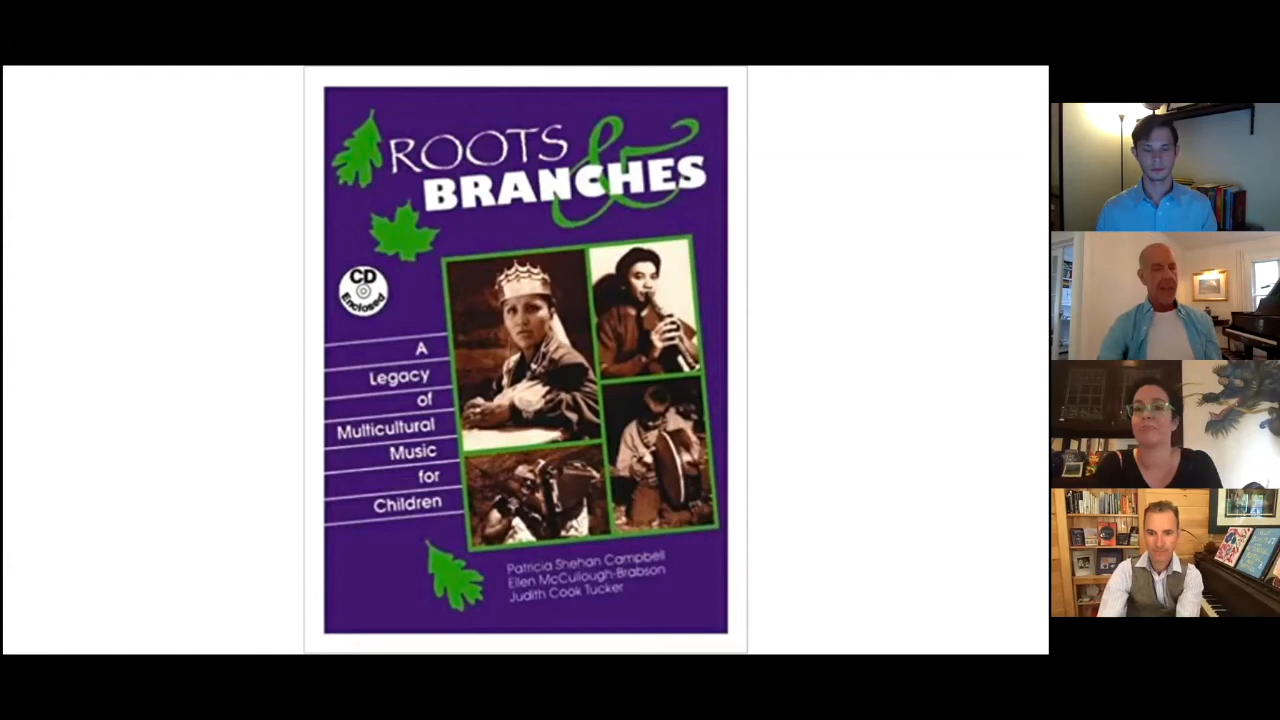 ROOTS &
BRANCHES
CD
Enclosed
A
Legacy
of
Multicultural
Music
for
Children
Patricia Shehan Campbell
Ellen McCullough-Brabson
Judith Cook Tucker